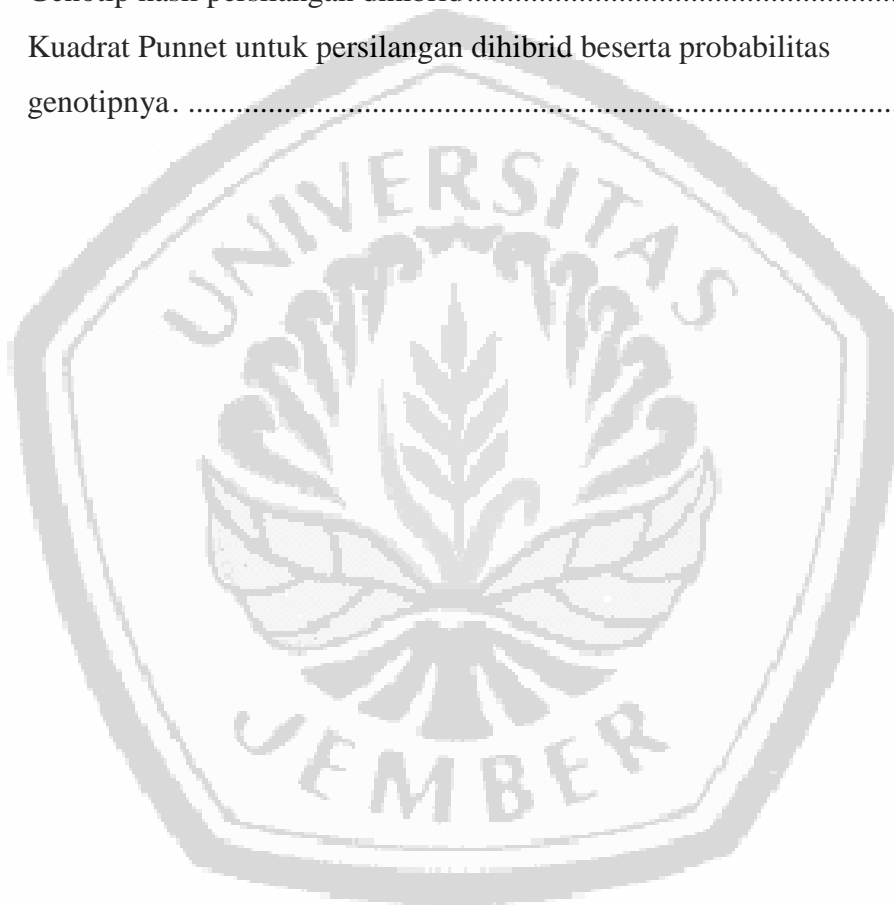 Genotip hasil persilangan dihibrid........................................................
Kuadrat Punnet untuk persilangan dihibrid beserta probabilitas
genotipnya. ..........................................................................................
UNIVERSITAS
JEMBER